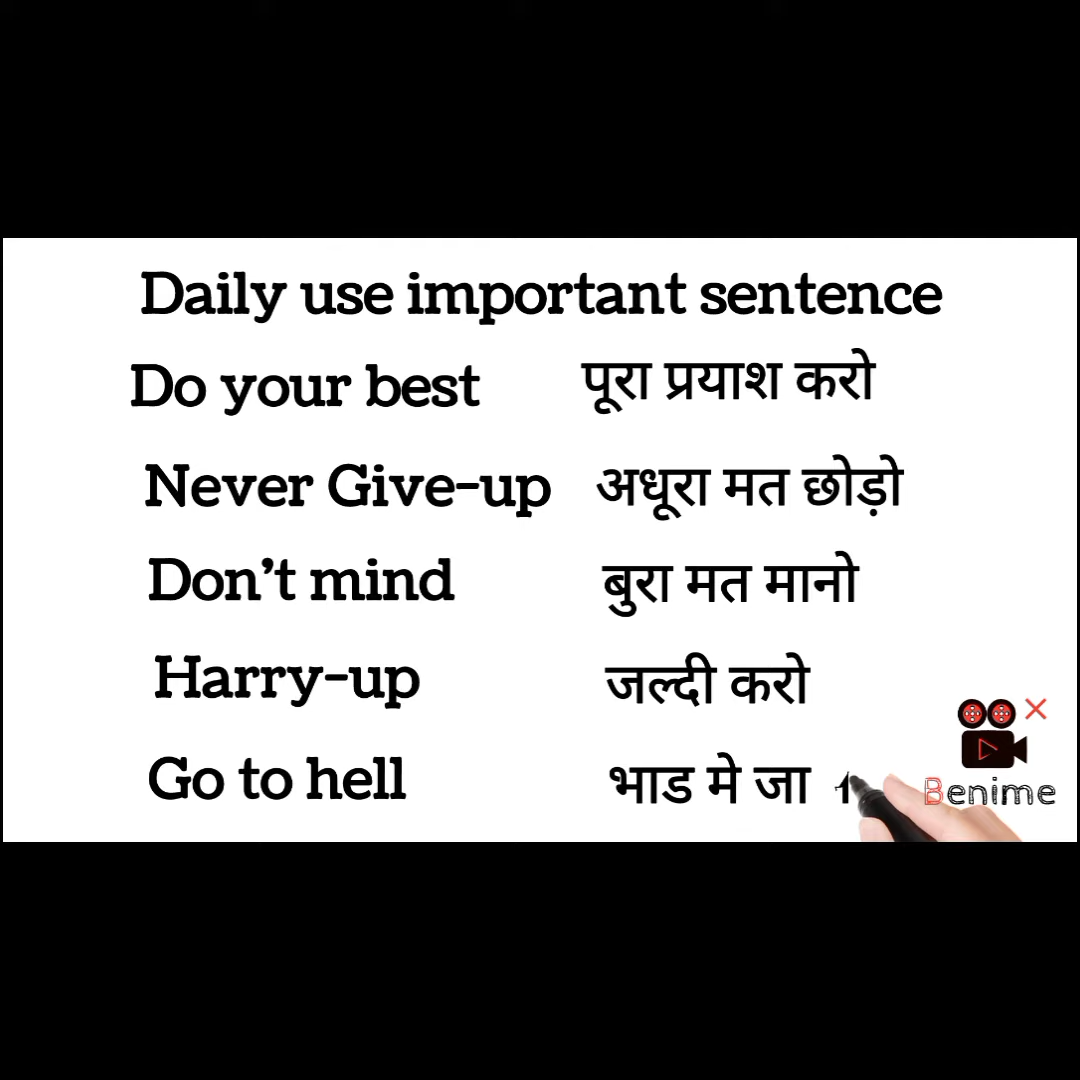 Daily use important sentence
Do your best पूरा प्रयाश करो
Never Give-up अधूरा मत छोड़ो
Don't mind बुरा मत मानो
Harry-up जल्दी करो
Go to hell भाड मे जा
Benime